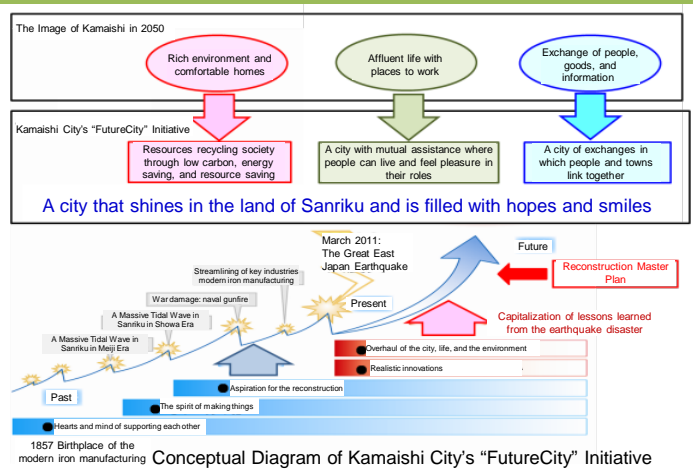 The Image of Kamaishi in 2050
Rich environment and
comfortable homes
Affluent life with
places to work
Exchange of people,
goods, and
information
Kamaishi City's “FutureCity” Initiative
Resources recycling society
through low carbon, energy
saving, and resource saving
A city with mutual assistance where
people can live and feel pleasure in
their roles
A city of exchanges in
which people and towns
link together
A city that shines in the land of Sanriku and is filled with hopes and smiles
March 2011:
The Great East
Japan Earthquake
Future
Streamlining of key industries
modern iron manufacturing
Reconstruction Master
Plan
War damage: naval gunfire
Present
A Massive Tidal Wave in
Sanriku in Showa Era
Capitalization of lessons learned
from the earthquake disaster
A Massive Tidal Wave in
Sanriku in Meiji Era
Overhaul of the city, life, and the environment
Realistic innovations
Past
Aspiration for the reconstruction
The spirit of making things
Hearts and mind of supporting each other
1857 Birthplace of the
modern iron manufacturing
Conceptual Diagram of Kamaishi City's “FutureCity” Initiative